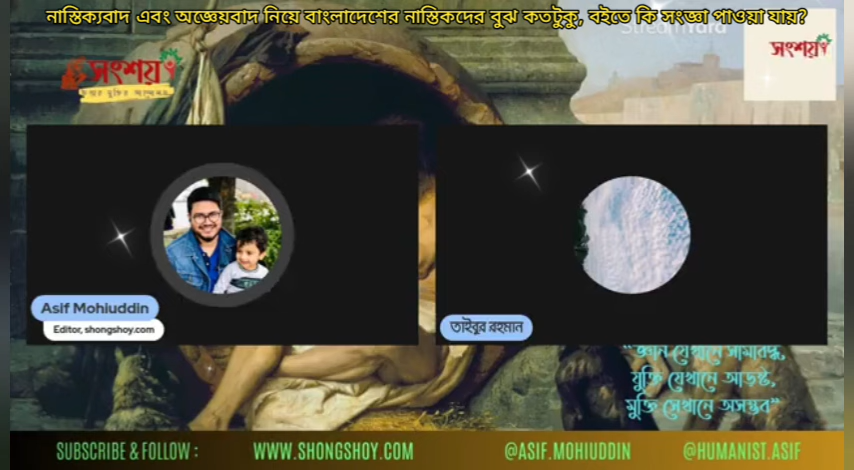 নাস্তিক্যবাদ এবং অজ্ঞেয়বাদ নিয়ে বাংলাদেশের নাস্তিকদের বুঝ কতটুকু, বইতে কি সংজ্ঞা পাওয়া যায়?
StreamYard
সংশয়
সংশয়
Asif Mohiuddin
Editor, shongshoy.com
তাইবুর রহমান
“জ্ঞান যেখানে সীমাবদ্ধ,
যুক্তি যেখানে আড়ষ্ট,
মুক্তি সেখানে অসম্ভব”
SUBSCRIBE & FOLLOW :
WWW.SHONGSHOY.COM
@ASIF.MOHIUDDIN
@HUMANIST.ASIF